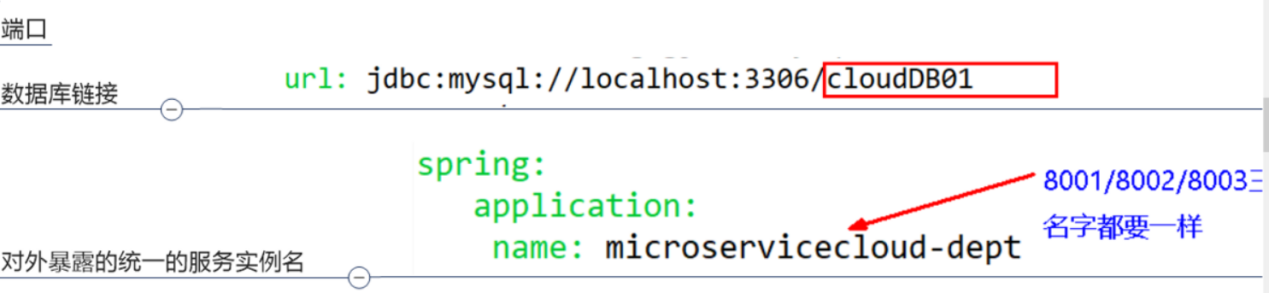 端口
url: jdbc:mysql://localhost:3306/cloudDB01
数据库链接
spring:
application:
name: microservicecloud-dept
8001/8002/8003三
名字都要一样
对外暴露的统一的服务实例名